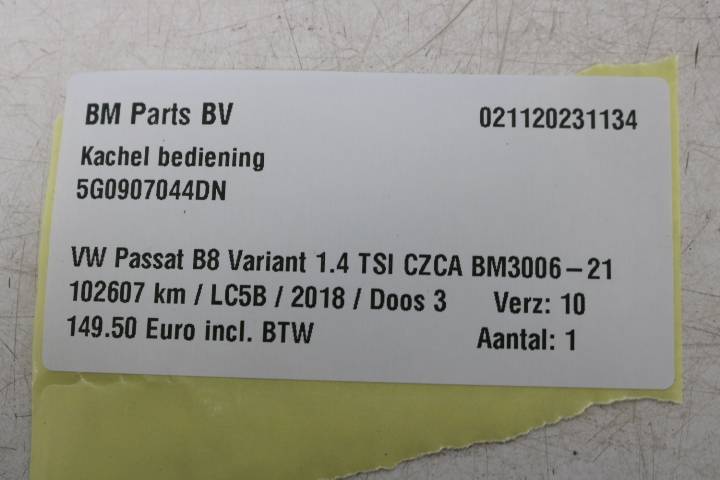 BM Parts BV 021120231134
Kachel bediening
5G0907044DN
VW Passat B8 Variant 1.4 TSI CZCA BM3006-21
102607 km / LC5B / 2018 / Doos 3 Verz: 10
149.50 Euro incl. BTW Aantal: 1